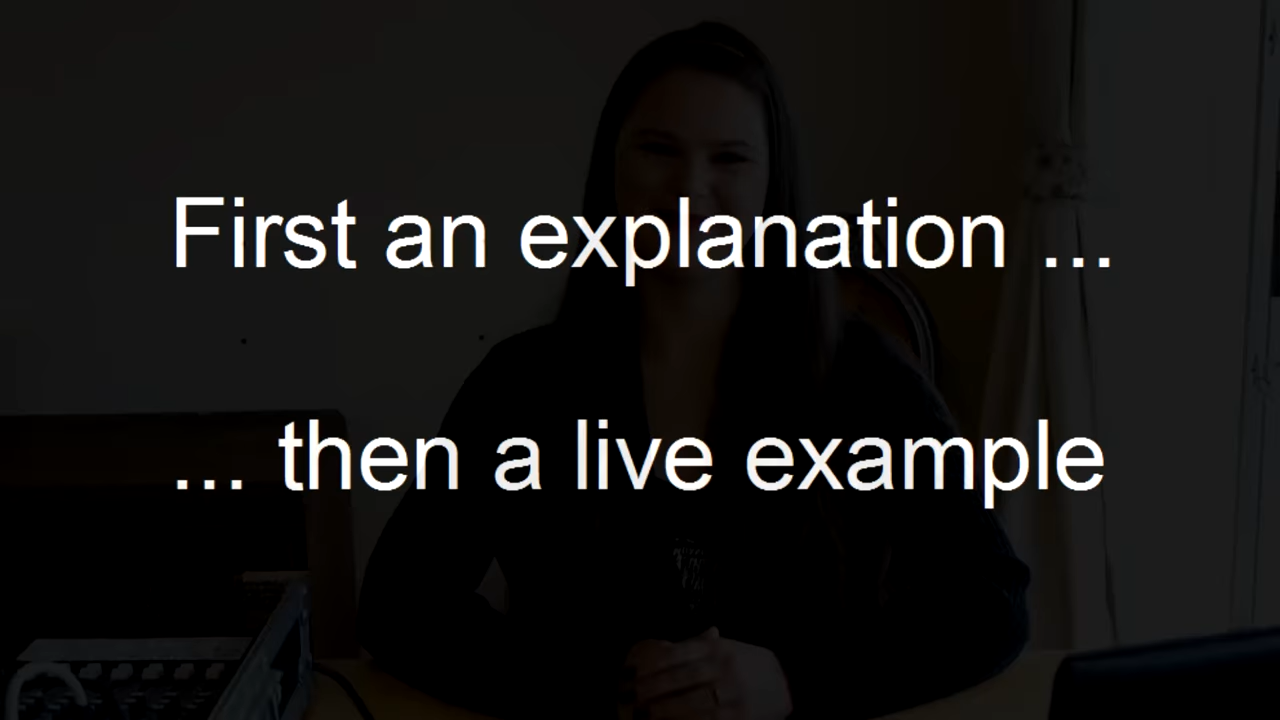 First an explanation ...
... then a live example